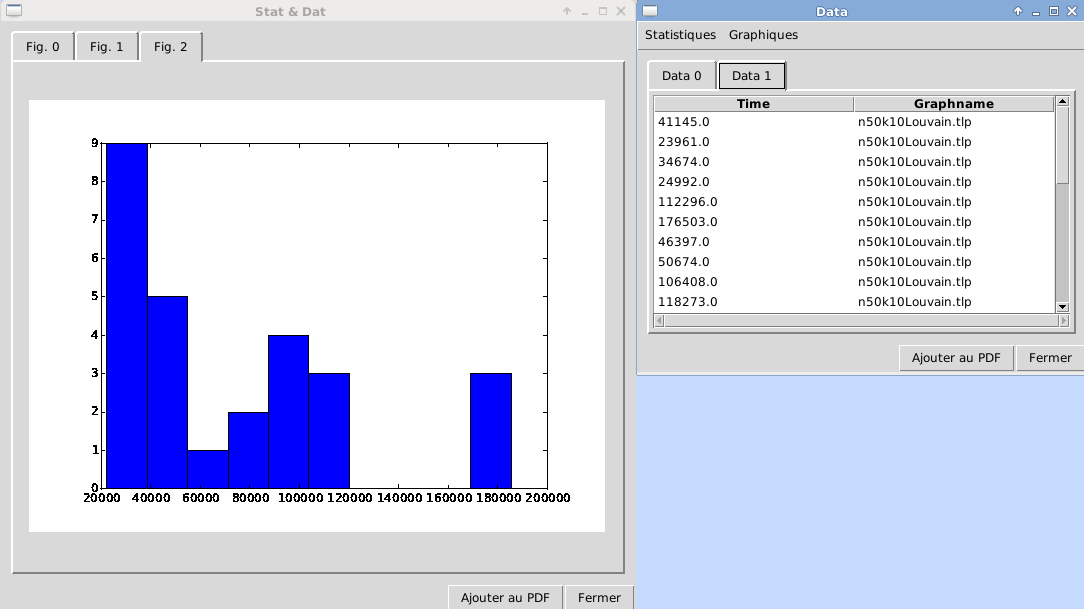 Stat & Dat
Fig. 0 Fig. 1 Fig. 2
9
8
7
6
5
4
3
2
1
0
20000 40000 60000 80000 100000 120000 140000 160000 180000 200000
Ajouter au PDF Fermer
Data
Statistiques Graphiques
Data 0 Data 1
Time Graphname
41145.0 n50k10Louvain.tlp
23961.0 n50k10Louvain.tlp
34674.0 n50k10Louvain.tlp
24992.0 n50k10Louvain.tlp
112296.0 n50k10Louvain.tlp
176503.0 n50k10Louvain.tlp
46397.0 n50k10Louvain.tlp
50674.0 n50k10Louvain.tlp
106408.0 n50k10Louvain.tlp
118273.0 n50k10Louvain.tlp
Ajouter au PDF Fermer